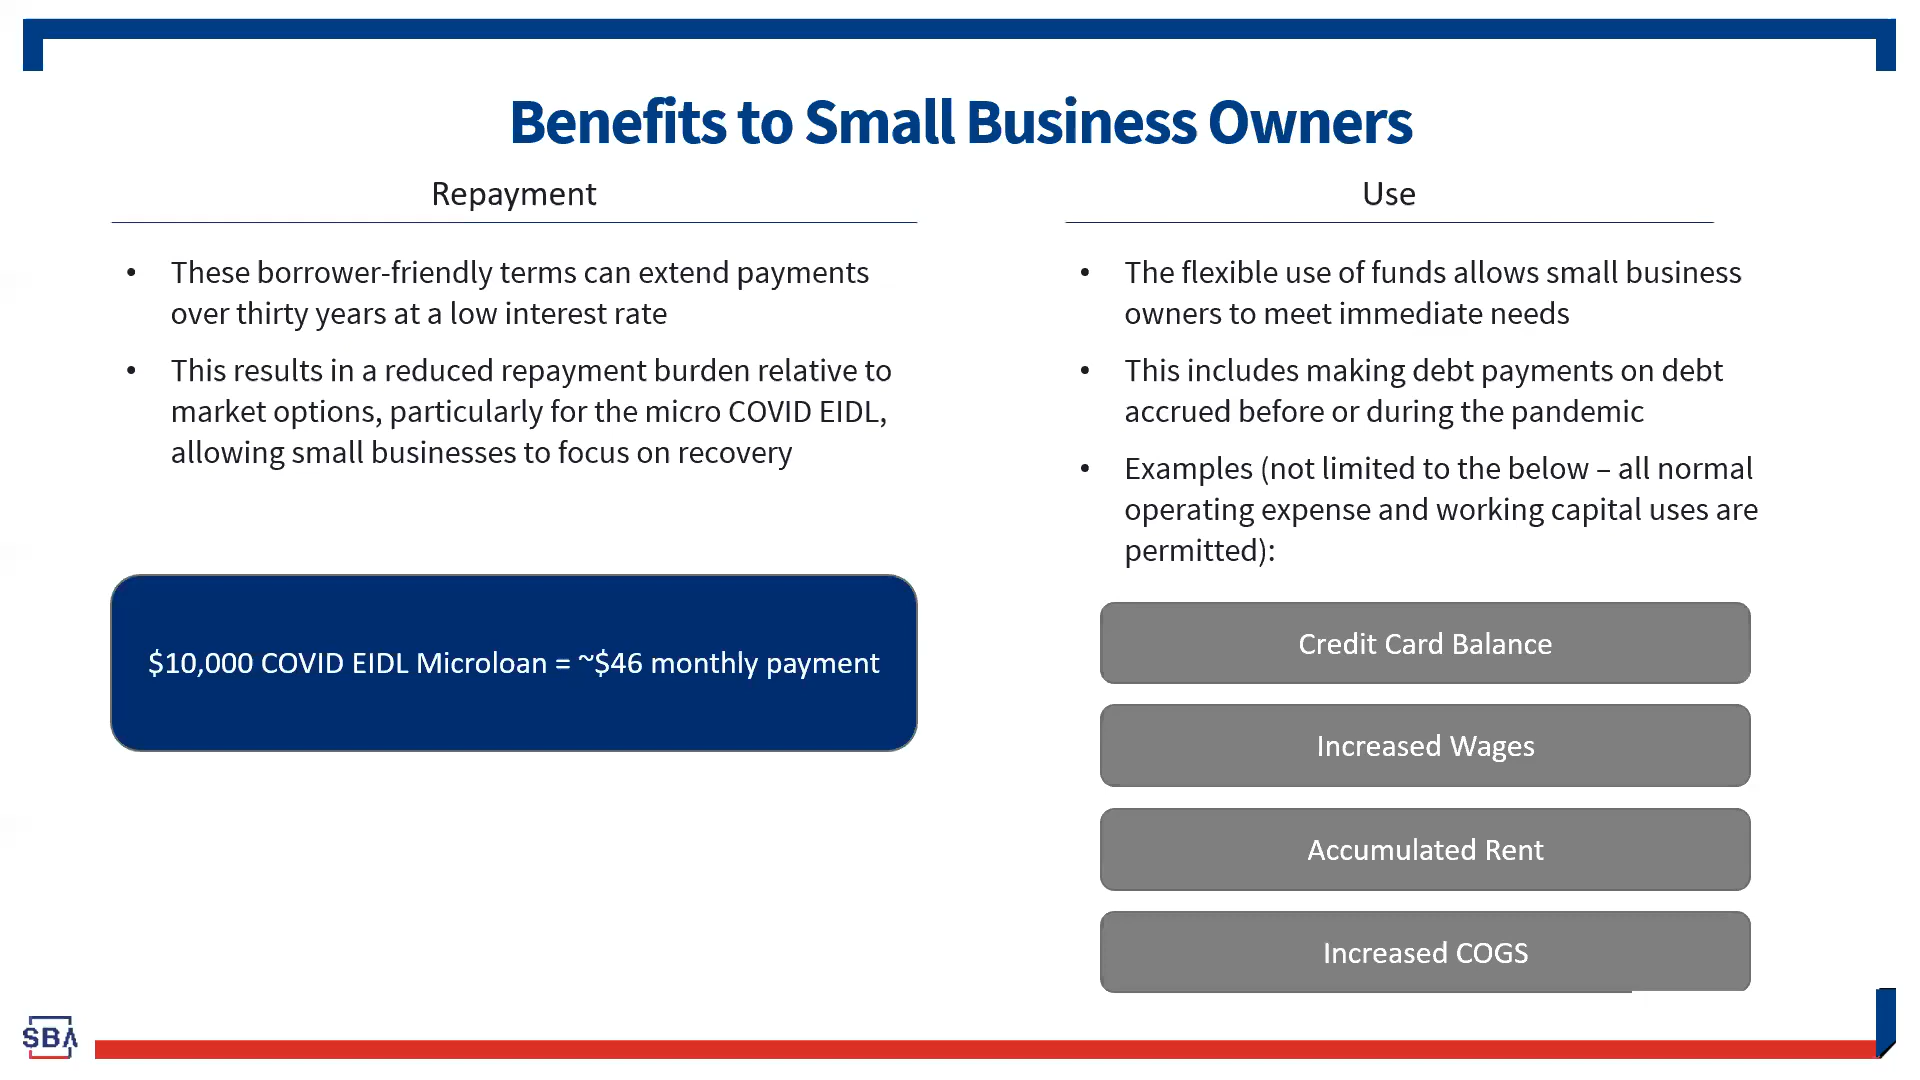 Benefits to Small Business Owners
Repayment
• These borrower-friendly terms can extend payments
over thirty years at a low interest rate
• This results in a reduced repayment burden relative to
market options, particularly for the micro COVID EIDL,
allowing small businesses to focus on recovery
$10,000 COVID EIDL Microloan = ~$46 monthly payment
Use
• The flexible use of funds allows small business
owners to meet immediate needs
• This includes making debt payments on debt
accrued before or during the pandemic
• Examples (not limited to the below – all normal
operating expense and working capital uses are
permitted):
Credit Card Balance
Increased Wages
Accumulated Rent
Increased COGS
SBA